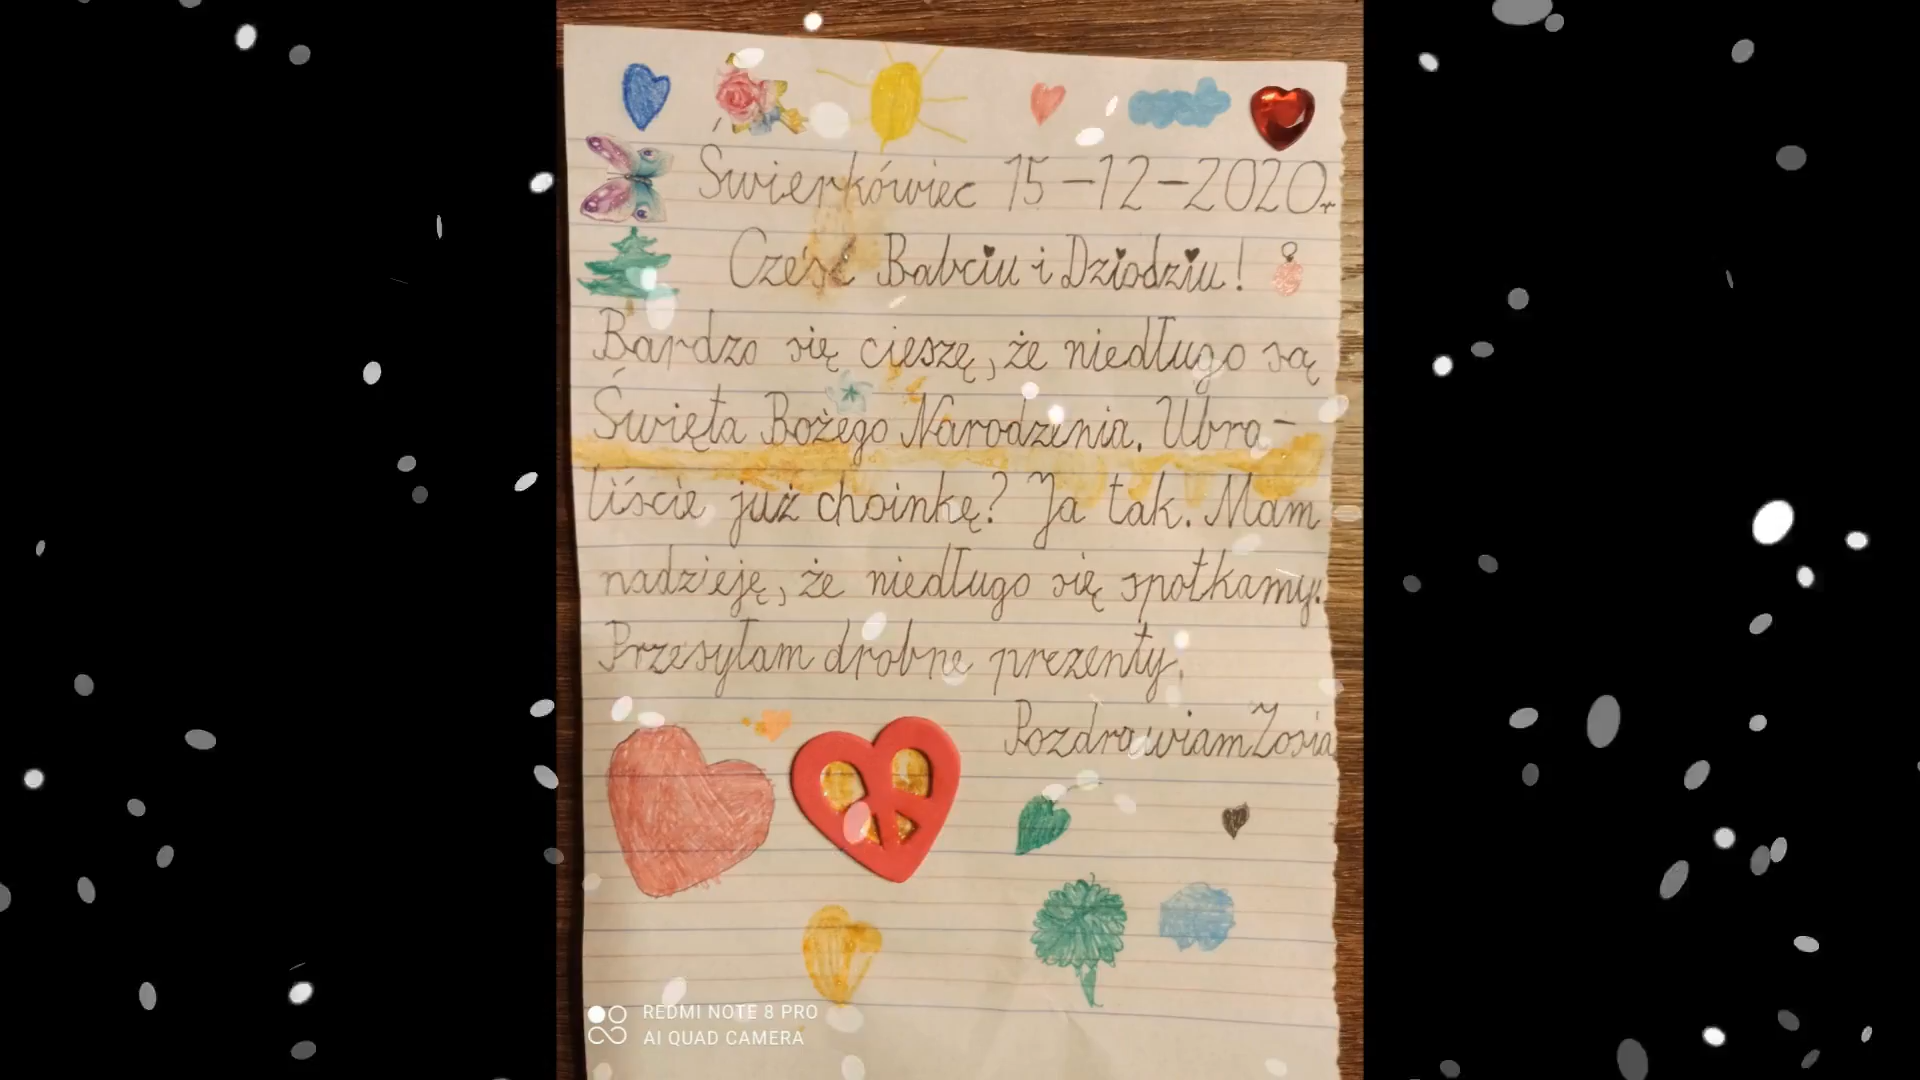 Świerkówiec 15-12-2020r
Cześć Babciu i Dziadziu!
Bardzo się cieszę, że niedługo są
Święta Bożego Narodzenia. Ubra-
liście już choinkę? Ja tak. Mam
nadzieję, że niedługo się spotkamy.
Przesyłam drobne prezenty.
Pozdrawiam Zosia
REDMI NOTE 8 PRO
AI QUAD CAMERA